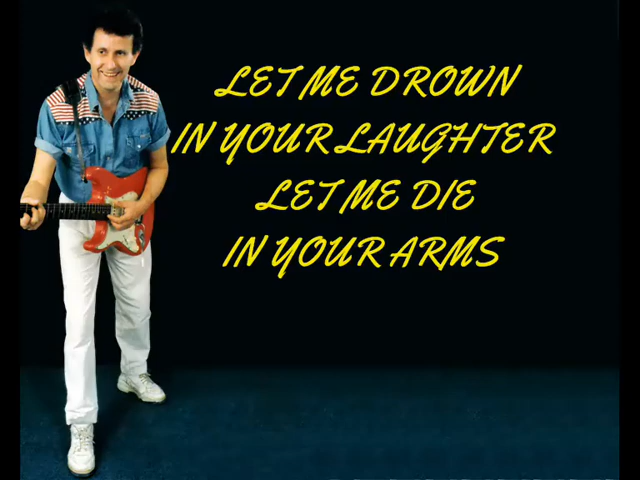 LET ME DROWN
IN YOUR LAUGHTER
LET ME DIE
IN YOUR ARMS